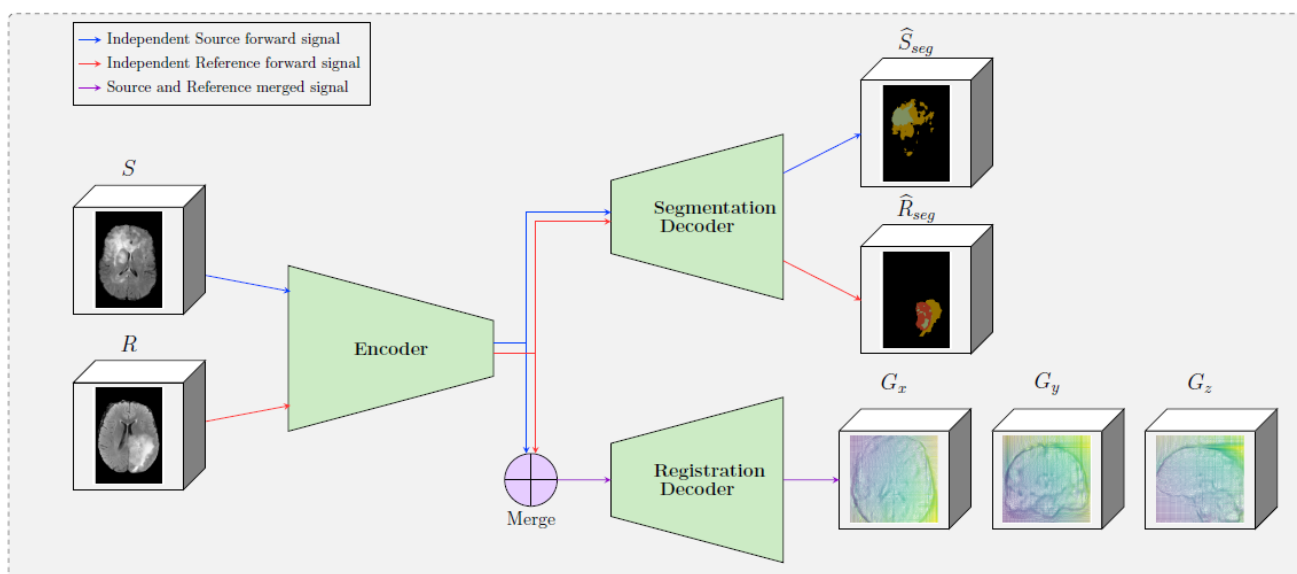 Independent Source forward signal
Independent Reference forward signal
Source and Reference merged signal
Ŝ_seg
S
Segmentation
Decoder
R̂_seg
R
Encoder
G_x
G_y
G_z
Registration
Decoder
Merge